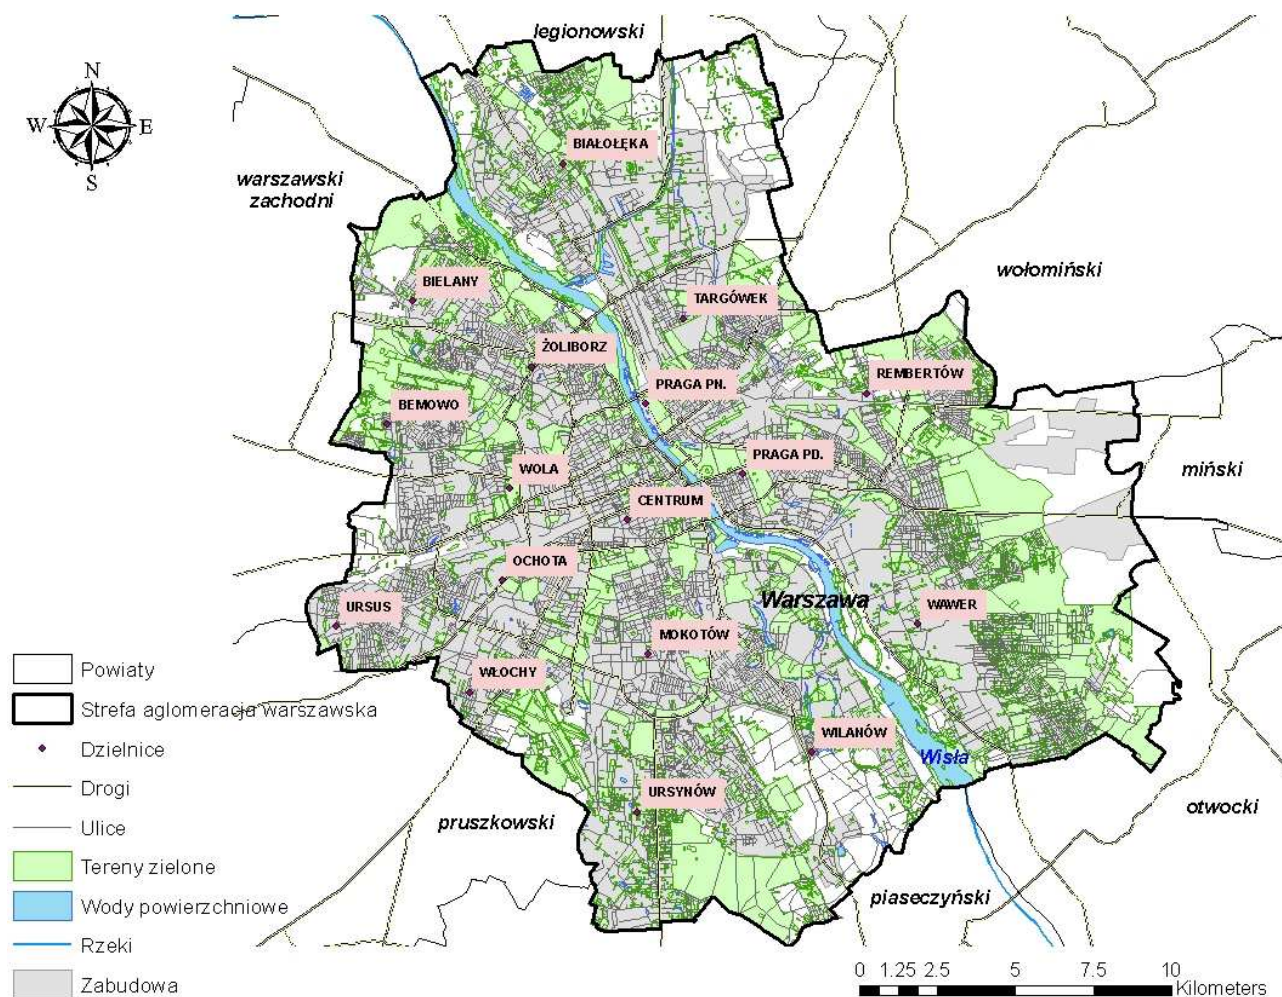 legionowski
N
W E
S
BIAŁOŁĘKA
warszawski
zachodni
wołomiński
BIELANY
TARGÓWEK
ŻOLIBORZ
REMBERTÓW
PRAGA PN.
BEMOWO
PRAGA PD.
miński
WOLA
CENTRUM
OCHOTA
Warszawa
WAWER
URSUS
MOKOTÓW
WŁOCHY
WILANÓW
Wisła
URSYNÓW
otwocki
pruszkowski
piaseczyński
Powiaty
Strefa aglomeracja warszawska
Dzielnice
Drogi
Ulice
Tereny zielone
Wody powierzchniowe
Rzeki
Zabudowa
0 1.25 2.5 5 7.5 10
Kilometers